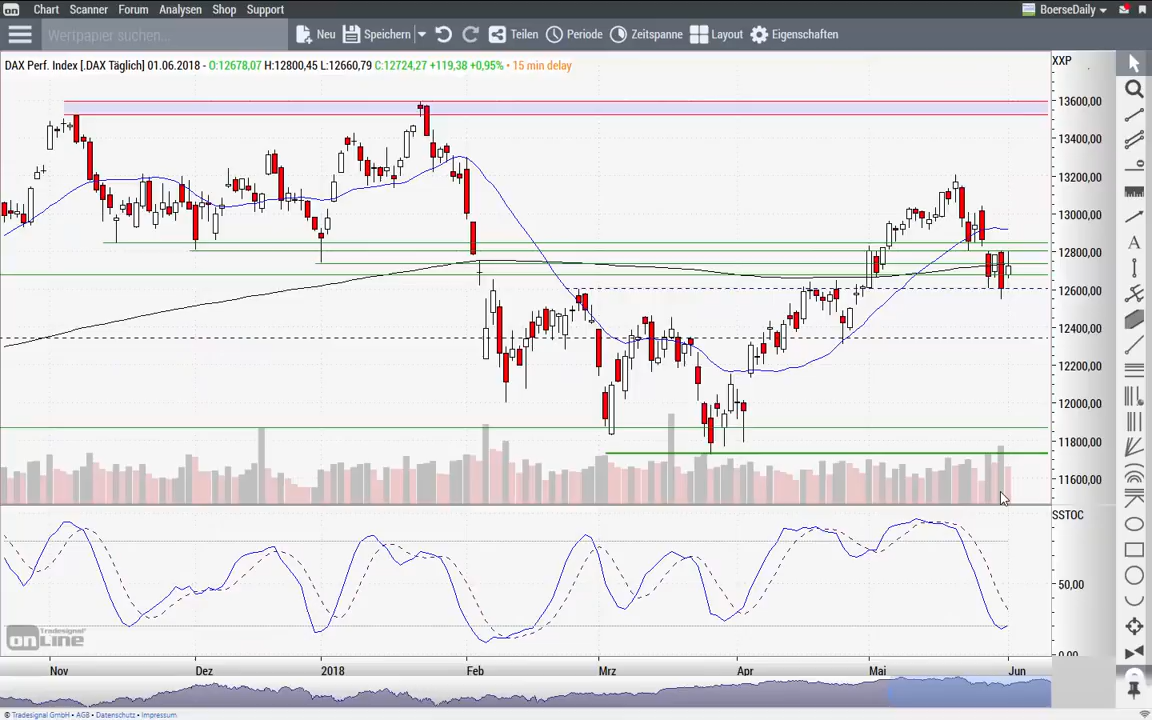 on Chart Scanner Forum Analysen Shop Support BoerseDaily
Wertpapier suchen... Neu Speichern Teilen Periode Zeitspanne Layout Eigenschaften
DAX Perf. Index [.DAX Täglich] 01.06.2018 - O:12678,07 H:12800,45 L:12660,79 C:12724,27 +119,38 +0,95% • 15 min delay
XXP
13600,00
13400,00
13200,00
13000,00
12800,00
12600,00
12400,00
12200,00
12000,00
11800,00
11600,00
SSTOC
50,00
0,00
Tradesignal
onLine
Nov Dez 2018 Feb Mrz Apr Mai Jun
© Tradesignal GmbH • AGB • Datenschutz • Impressum
A